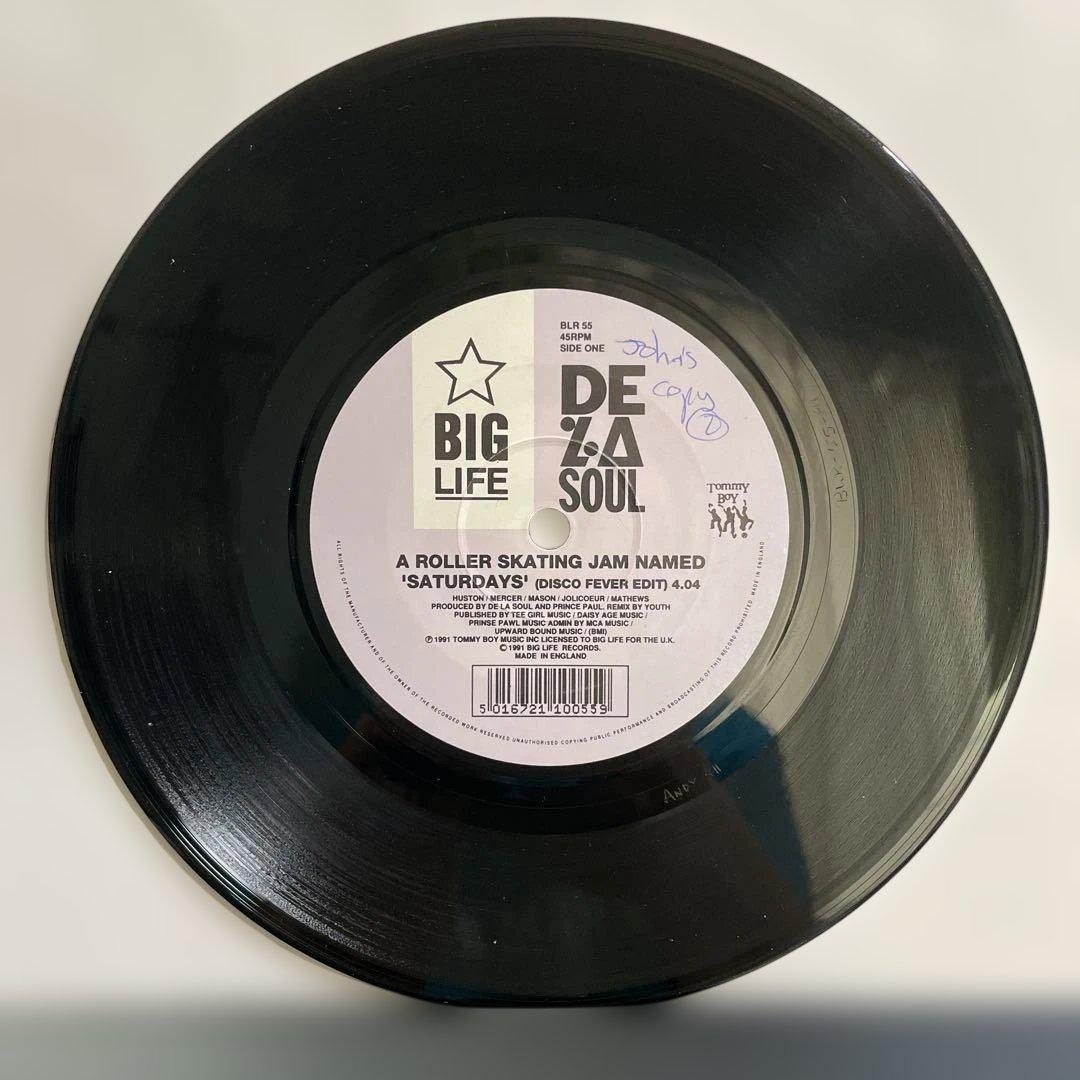 BLR 55
45RPM
SIDE ONE
John's
copy
BIG
LIFE
DE
LA
SOUL
TOMMY
BOY
A ROLLER SKATING JAM NAMED
'SATURDAYS' (DISCO FEVER EDIT) 4.04
HUSTON / MERCER / MASON / JOLICOEUR / MATHEWS
PRODUCED BY DE LA SOUL AND PRINCE PAUL. REMIX BY YOUTH
PUBLISHED BY TEE GIRL MUSIC / DAISY AGE MUSIC /
PRINSE PAWL MUSIC ADMIN BY MCA MUSIC /
UPWARD BOUND MUSIC / (BMI)
℗ 1991 TOMMY BOY MUSIC INC LICENSED TO BIG LIFE FOR THE U.K.
© 1991 BIG LIFE RECORDS.
MADE IN ENGLAND
5 016721 100559
ALL RIGHTS OF THE MANUFACTURER AND OF THE OWNER OF THE RECORDED WORK RESERVED UNAUTHORISED COPYING PUBLIC PERFORMANCE AND BROADCASTING OF THIS RECORD PROHIBITED. MADE IN ENGLAND
ANDY